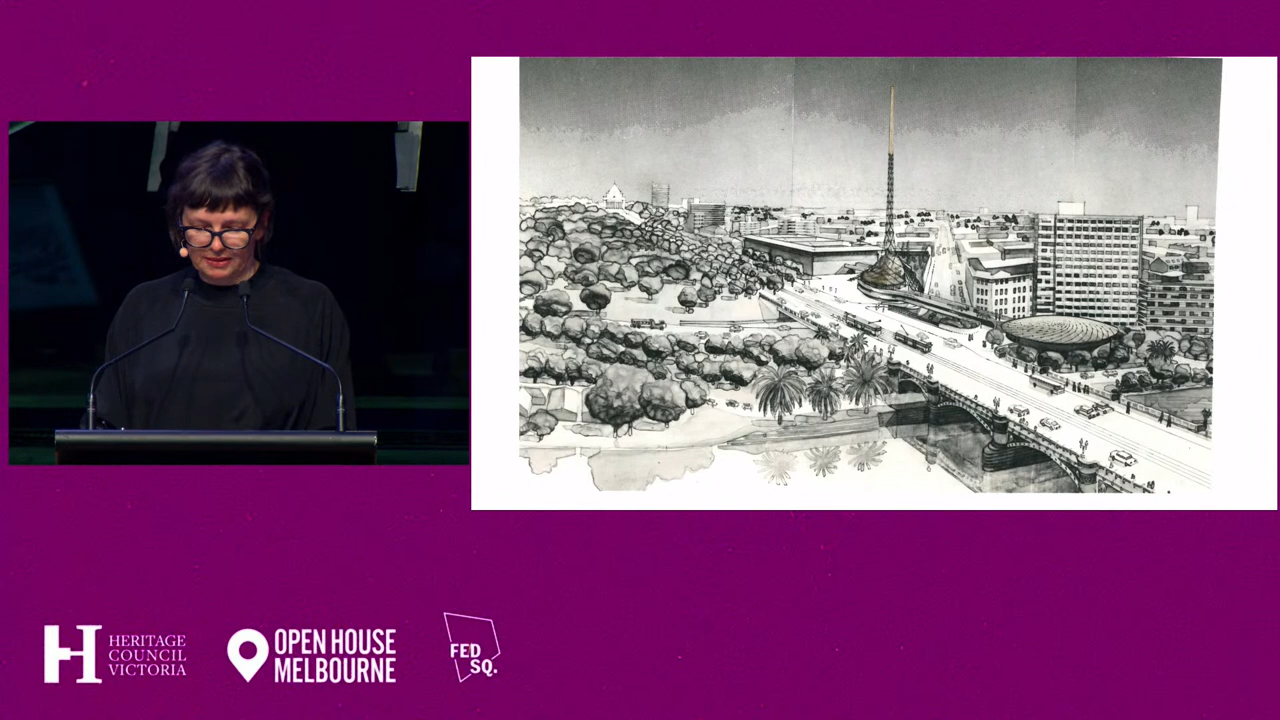 HERITAGE
COUNCIL
VICTORIA
OPEN HOUSE
MELBOURNE
FED
SQ.